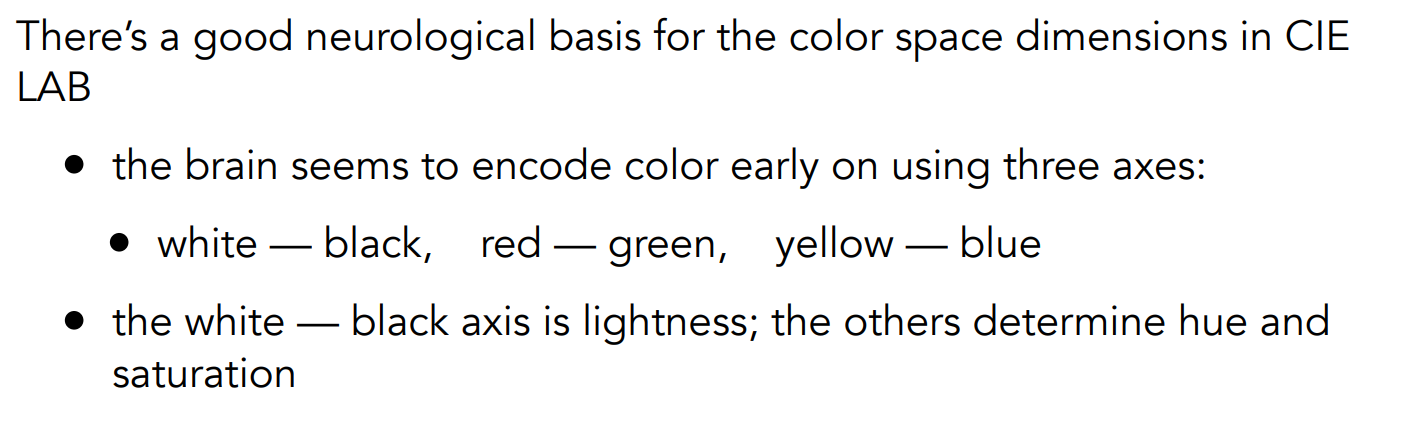 There’s a good neurological basis for the color space dimensions in CIE
LAB
● the brain seems to encode color early on using three axes:
● white — black, red — green, yellow — blue
● the white — black axis is lightness; the others determine hue and
saturation